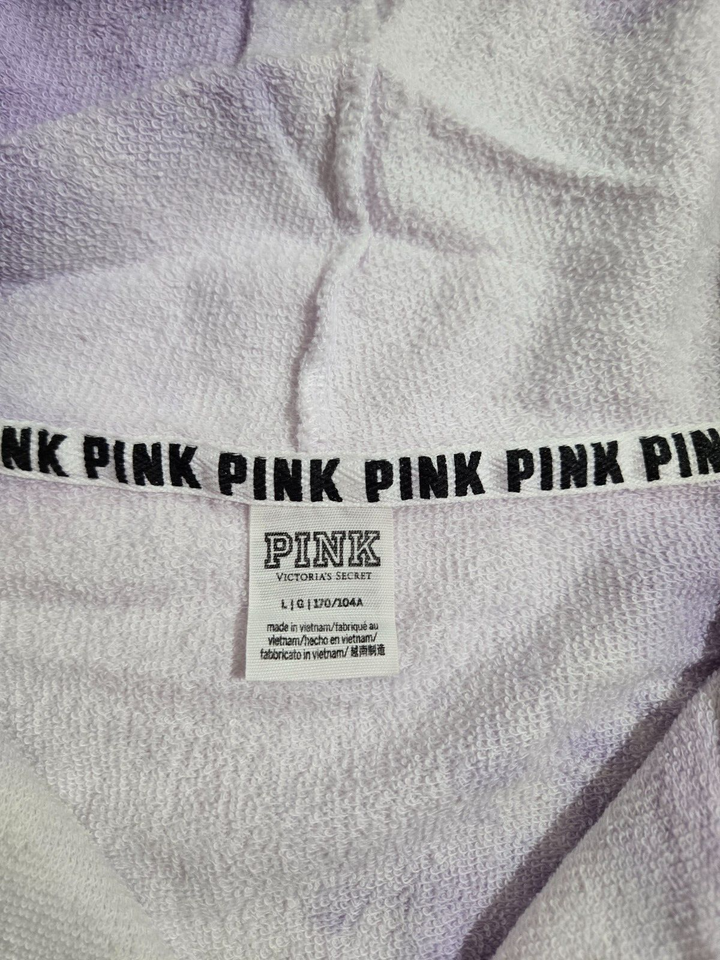 NK PINK PINK PINK PINK PIN
PINK
VICTORIA'S SECRET
L | G | 170/104A
made in vietnam/fabriqué au
vietnam/hecho en vietnam/
fabbricato in vietnam/ 越南制造